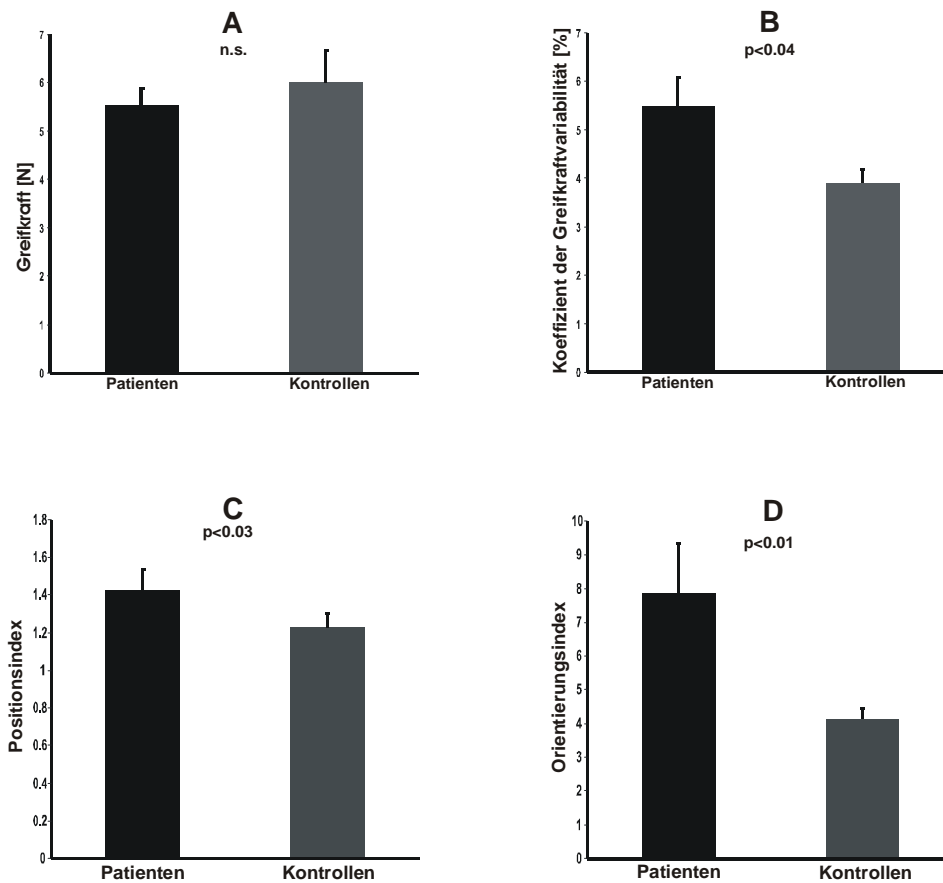 A
n.s.
Greifkraft [N]
7
6
5
4
3
2
1
0
Patienten
Kontrollen
B
p<0.04
Koeffizient der Greifkraftvariabilität [%]
7
6
5
4
3
2
1
0
Patienten
Kontrollen
C
p<0.03
Positionsindex
1.8
1.6
1.4
1.2
1
0.8
0.6
0.4
0.2
0
Patienten
Kontrollen
D
p<0.01
Orientierungsindex
10
9
8
7
6
5
4
3
2
1
0
Patienten
Kontrollen